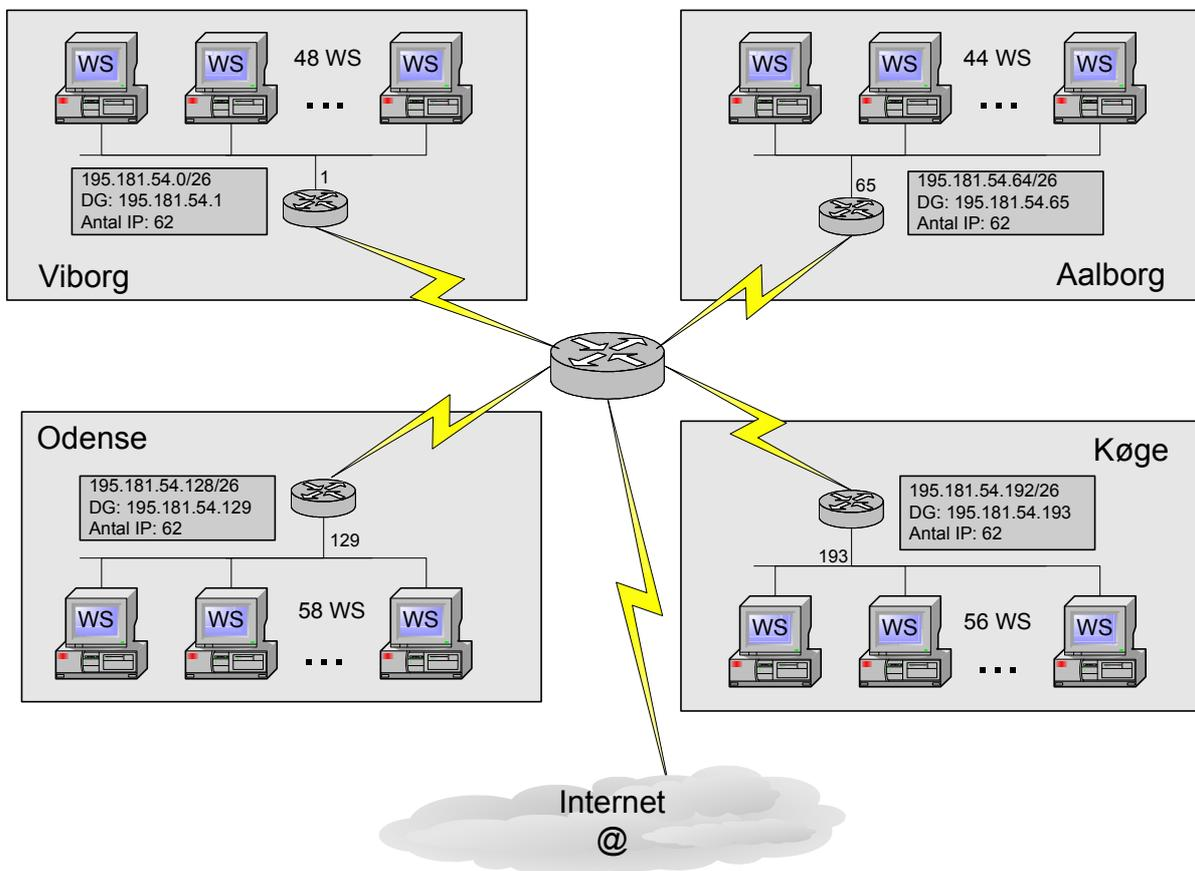 WS WS 48 WS WS
...
1
195.181.54.0/26
DG: 195.181.54.1
Antal IP: 62
Viborg
WS WS 44 WS WS
...
65
195.181.54.64/26
DG: 195.181.54.65
Antal IP: 62
Aalborg
Odense
195.181.54.128/26
DG: 195.181.54.129
Antal IP: 62
129
WS WS 58 WS WS
...
Køge
195.181.54.192/26
DG: 195.181.54.193
Antal IP: 62
193
WS WS 56 WS WS
...
Internet
@